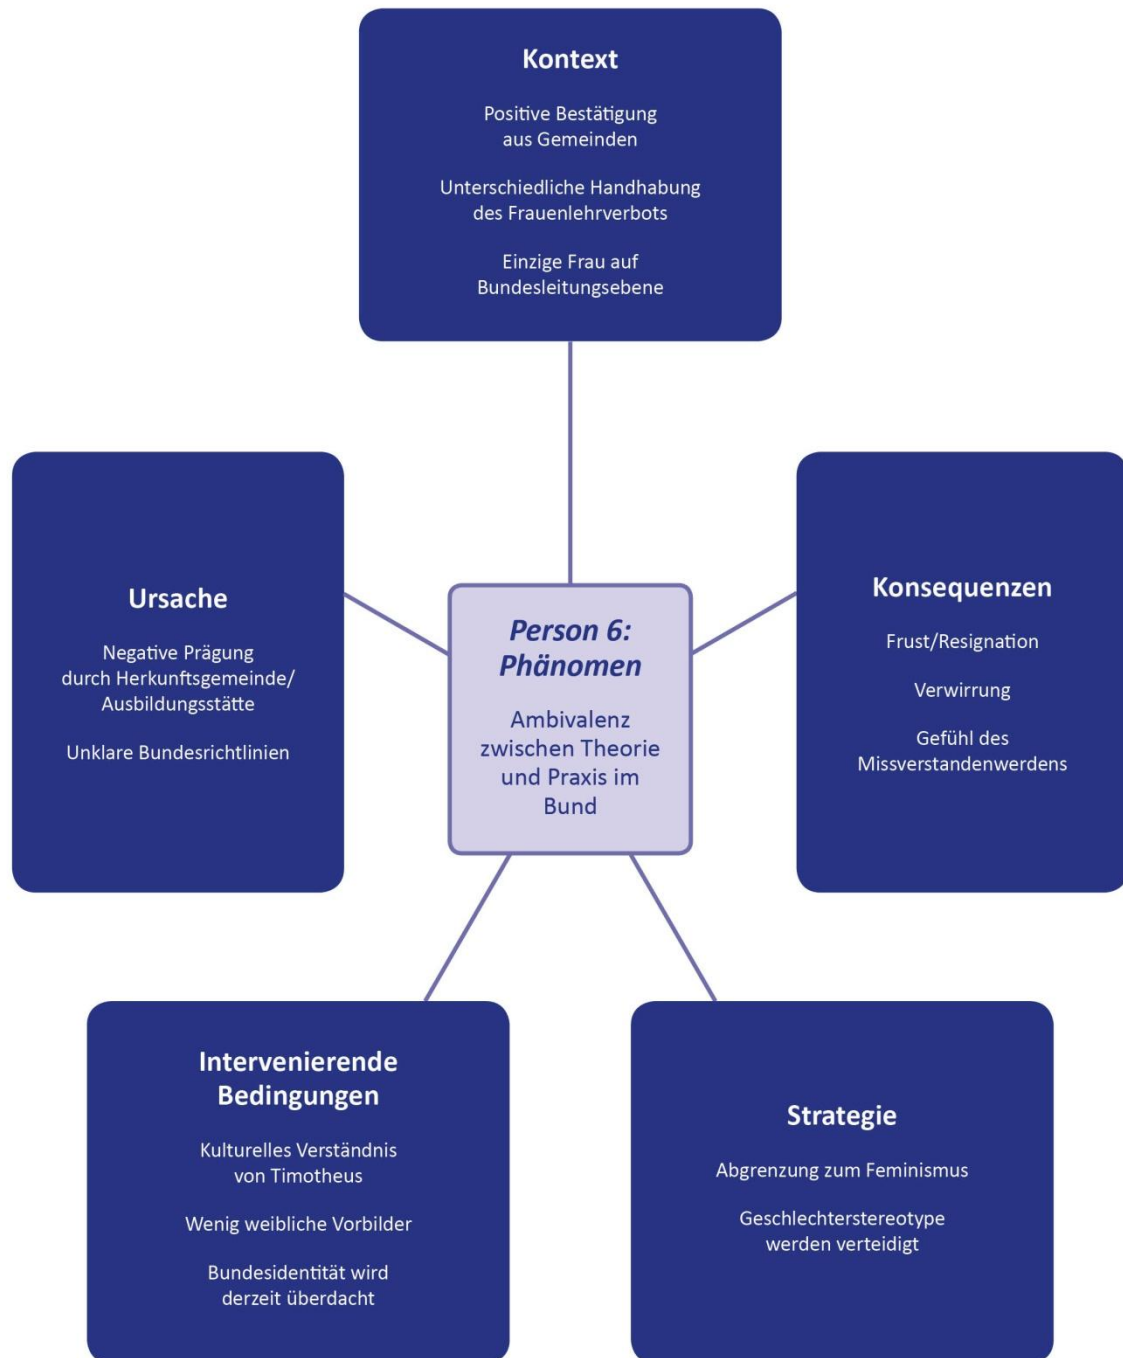 Kontext
Positive Bestätigung
aus Gemeinden
Unterschiedliche Handhabung
des Frauenlehrverbots
Einzige Frau auf
Bundesleitungsebene
Ursache
Negative Prägung
durch Herkunftsgemeinde/
Ausbildungsstätte
Unklare Bundesrichtlinien
Person 6:
Phänomen
Ambivalenz
zwischen Theorie
und Praxis im
Bund
Konsequenzen
Frust/Resignation
Verwirrung
Gefühl des
Missverstandenwerdens
Intervenierende
Bedingungen
Kulturelles Verständnis
von Timotheus
Wenig weibliche Vorbilder
Bundesidentität wird
derzeit überdacht
Strategie
Abgrenzung zum Feminismus
Geschlechterstereotype
werden verteidigt